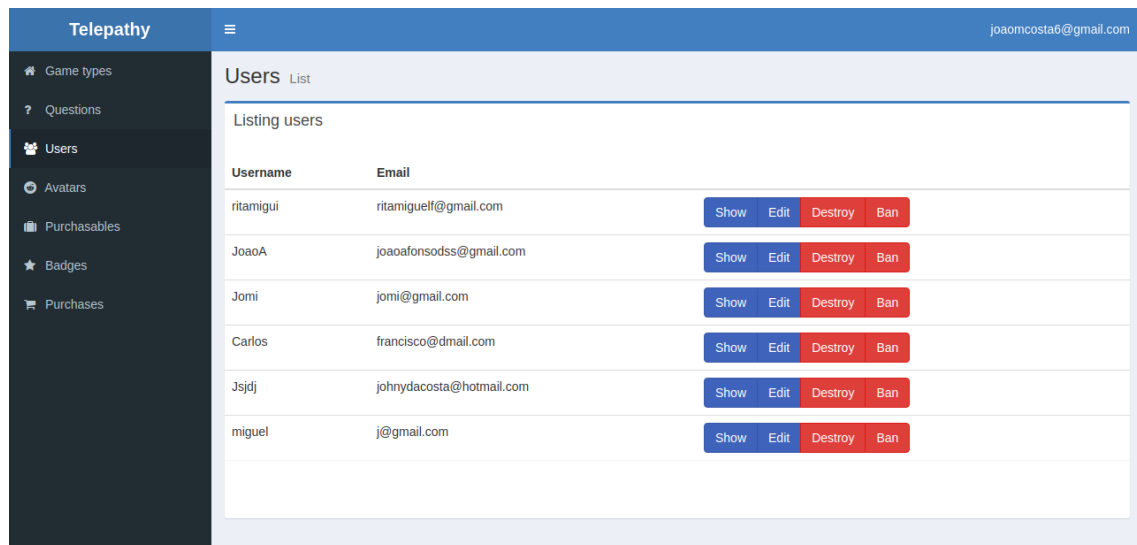 Telepathy
joaomcosta6@gmail.com
Game types
? Questions
Users
Avatars
Purchasables
Badges
Purchases
Users List
Listing users
Username Email
ritamigui ritamiguelf@gmail.com Show Edit Destroy Ban
JoaoA joaoafonsodss@gmail.com Show Edit Destroy Ban
Jomi jomi@gmail.com Show Edit Destroy Ban
Carlos francisco@dmail.com Show Edit Destroy Ban
Jsjdj johnydacosta@hotmail.com Show Edit Destroy Ban
miguel j@gmail.com Show Edit Destroy Ban